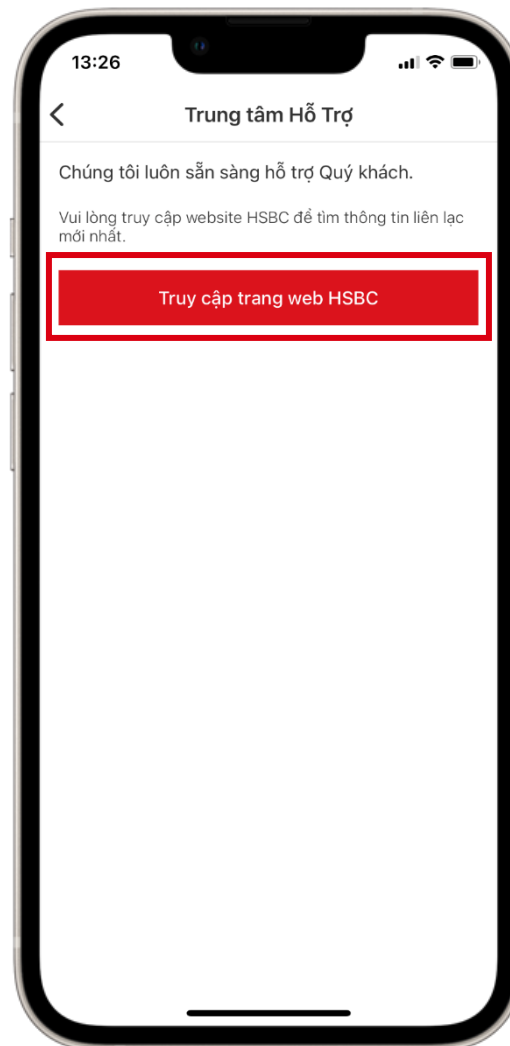 13:26
Trung tâm Hỗ Trợ
Chúng tôi luôn sẵn sàng hỗ trợ Quý khách.
Vui lòng truy cập website HSBC để tìm thông tin liên lạc
mới nhất.
Truy cập trang web HSBC